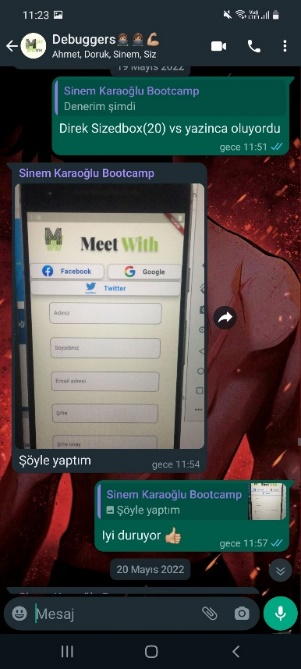 11:23
Debuggers
Ahmet, Doruk, Sinem, Siz
19 Mayıs 2022
Sinem Karaoğlu Bootcamp
Denerim şimdi
Direk Sizedbox(20) vs yazinca oluyordu
gece 11:51
Sinem Karaoğlu Bootcamp
Meet With
Facebook
Google
Twitter
Adınız
Soyadınız
Email adresi
Şifre
Şifre onay
Şöyle yaptım
gece 11:54
Sinem Karaoğlu Bootcamp
Şöyle yaptım
Iyi duruyor
gece 11:57
20 Mayıs 2022
Mesaj